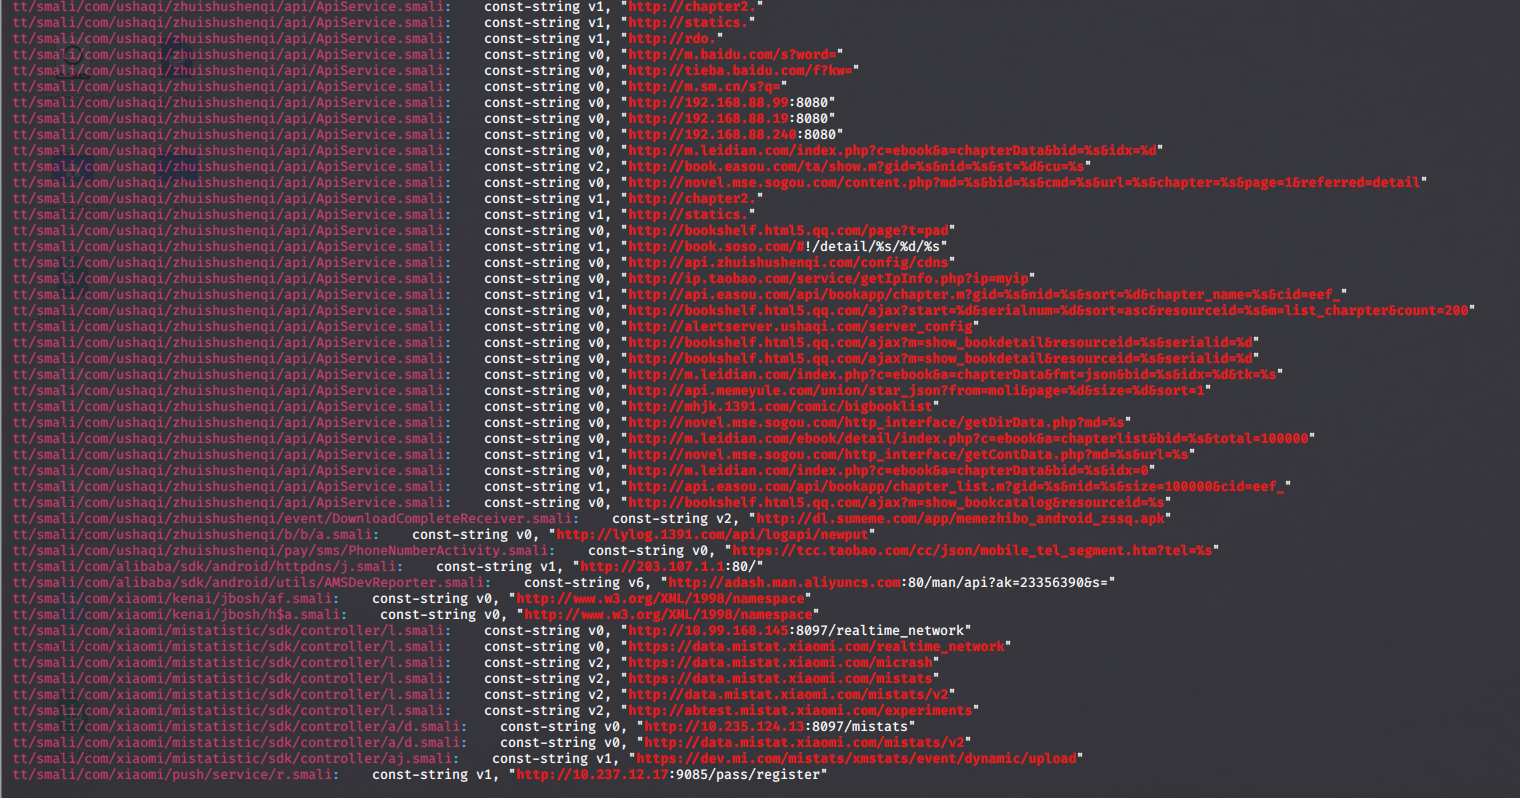 tt/smali/com/ushaqi/zhuishushenqi/api/ApiService.smali:    const-string v1, "http://chapter2."
tt/smali/com/ushaqi/zhuishushenqi/api/ApiService.smali:    const-string v1, "http://statics."
tt/smali/com/ushaqi/zhuishushenqi/api/ApiService.smali:    const-string v1, "http://rdo."
tt/smali/com/ushaqi/zhuishushenqi/api/ApiService.smali:    const-string v0, "http://m.baidu.com/s?word="
tt/smali/com/ushaqi/zhuishushenqi/api/ApiService.smali:    const-string v0, "http://tieba.baidu.com/f?kw="
tt/smali/com/ushaqi/zhuishushenqi/api/ApiService.smali:    const-string v0, "http://m.sm.cn/s?q="
tt/smali/com/ushaqi/zhuishushenqi/api/ApiService.smali:    const-string v0, "http://192.168.88.99:8080"
tt/smali/com/ushaqi/zhuishushenqi/api/ApiService.smali:    const-string v0, "http://192.168.88.19:8080"
tt/smali/com/ushaqi/zhuishushenqi/api/ApiService.smali:    const-string v0, "http://192.168.88.240:8080"
tt/smali/com/ushaqi/zhuishushenqi/api/ApiService.smali:    const-string v0, "http://m.leidian.com/index.php?c=ebook&a=chapterData&bid=%s&idx=%d"
tt/smali/com/ushaqi/zhuishushenqi/api/ApiService.smali:    const-string v2, "http://book.easou.com/ta/show.m?gid=%s&nid=%s&st=%d&cu=%s"
tt/smali/com/ushaqi/zhuishushenqi/api/ApiService.smali:    const-string v0, "http://novel.mse.sogou.com/content.php?md=%s&bid=%s&cmd=%s&url=%s&chapter=%s&page=1&referred=detail"
tt/smali/com/ushaqi/zhuishushenqi/api/ApiService.smali:    const-string v1, "http://chapter2."
tt/smali/com/ushaqi/zhuishushenqi/api/ApiService.smali:    const-string v1, "http://statics."
tt/smali/com/ushaqi/zhuishushenqi/api/ApiService.smali:    const-string v0, "http://bookshelf.html5.qq.com/page?t=pad"
tt/smali/com/ushaqi/zhuishushenqi/api/ApiService.smali:    const-string v1, "http://book.soso.com/#!/detail/%s/%d/%s"
tt/smali/com/ushaqi/zhuishushenqi/api/ApiService.smali:    const-string v0, "http://api.zhuishushenqi.com/config/cdns"
tt/smali/com/ushaqi/zhuishushenqi/api/ApiService.smali:    const-string v0, "http://ip.taobao.com/service/getIpInfo.php?ip=myip"
tt/smali/com/ushaqi/zhuishushenqi/api/ApiService.smali:    const-string v1, "http://api.easou.com/api/bookapp/chapter.m?gid=%s&nid=%s&sort=%d&chapter_name=%s&cid=eef_"
tt/smali/com/ushaqi/zhuishushenqi/api/ApiService.smali:    const-string v0, "http://bookshelf.html5.qq.com/ajax?start=%d&serialnum=%d&sort=asc&resourceid=%s&m=list_charpter&count=200"
tt/smali/com/ushaqi/zhuishushenqi/api/ApiService.smali:    const-string v0, "http://alertserver.ushaqi.com/server_config"
tt/smali/com/ushaqi/zhuishushenqi/api/ApiService.smali:    const-string v0, "http://bookshelf.html5.qq.com/ajax?m=show_bookdetail&resourceid=%s&serialid=%d"
tt/smali/com/ushaqi/zhuishushenqi/api/ApiService.smali:    const-string v0, "http://bookshelf.html5.qq.com/ajax?m=show_bookdetail&resourceid=%s&serialid=%d"
tt/smali/com/ushaqi/zhuishushenqi/api/ApiService.smali:    const-string v0, "http://m.leidian.com/index.php?c=ebook&a=chapterData&fmt=json&bid=%s&idx=%d&tk=%s"
tt/smali/com/ushaqi/zhuishushenqi/api/ApiService.smali:    const-string v0, "http://api.memeyule.com/union/star_json?from=moli&page=%d&size=%d&sort=1"
tt/smali/com/ushaqi/zhuishushenqi/api/ApiService.smali:    const-string v0, "http://mhjk.1391.com/comic/bigbooklist"
tt/smali/com/ushaqi/zhuishushenqi/api/ApiService.smali:    const-string v0, "http://novel.mse.sogou.com/http_interface/getDirData.php?md=%s"
tt/smali/com/ushaqi/zhuishushenqi/api/ApiService.smali:    const-string v0, "http://m.leidian.com/ebook/detail/index.php?c=ebook&a=chapterlist&bid=%s&total=100000"
tt/smali/com/ushaqi/zhuishushenqi/api/ApiService.smali:    const-string v1, "http://novel.mse.sogou.com/http_interface/getContData.php?md=%s&url=%s"
tt/smali/com/ushaqi/zhuishushenqi/api/ApiService.smali:    const-string v0, "http://m.leidian.com/index.php?c=ebook&a=chapterData&bid=%s&idx=0"
tt/smali/com/ushaqi/zhuishushenqi/api/ApiService.smali:    const-string v1, "http://api.easou.com/api/bookapp/chapter_list.m?gid=%s&nid=%s&size=100000&cid=eef_"
tt/smali/com/ushaqi/zhuishushenqi/api/ApiService.smali:    const-string v0, "http://bookshelf.html5.qq.com/ajax?m=show_bookcatalog&resourceid=%s"
tt/smali/com/ushaqi/zhuishushenqi/event/DownloadCompleteReceiver.smali:    const-string v2, "http://dl.sumeme.com/app/memezhibo_android_zssq.apk"
tt/smali/com/ushaqi/zhuishushenqi/b/b/a.smali:    const-string v0, "http://lylog.1391.com/api/logapi/newput"
tt/smali/com/ushaqi/zhuishushenqi/pay/sms/PhoneNumberActivity.smali:    const-string v0, "https://tcc.taobao.com/cc/json/mobile_tel_segment.htm?tel=%s"
tt/smali/com/alibaba/sdk/android/httpdns/j.smali:    const-string v1, "http://203.107.1.1:80/"
tt/smali/com/alibaba/sdk/android/utils/AMSDevReporter.smali:    const-string v6, "http://adash.man.aliyuncs.com:80/man/api?ak=23356390&s="
tt/smali/com/xiaomi/kenai/jbosh/af.smali:    const-string v0, "http://www.w3.org/XML/1998/namespace"
tt/smali/com/xiaomi/kenai/jbosh/h$a.smali:    const-string v0, "http://www.w3.org/XML/1998/namespace"
tt/smali/com/xiaomi/mistatistic/sdk/controller/l.smali:    const-string v0, "http://10.99.168.145:8097/realtime_network"
tt/smali/com/xiaomi/mistatistic/sdk/controller/l.smali:    const-string v0, "https://data.mistat.xiaomi.com/realtime_network"
tt/smali/com/xiaomi/mistatistic/sdk/controller/l.smali:    const-string v2, "https://data.mistat.xiaomi.com/micrash"
tt/smali/com/xiaomi/mistatistic/sdk/controller/l.smali:    const-string v2, "https://data.mistat.xiaomi.com/mistats"
tt/smali/com/xiaomi/mistatistic/sdk/controller/l.smali:    const-string v2, "http://data.mistat.xiaomi.com/mistats/v2"
tt/smali/com/xiaomi/mistatistic/sdk/controller/l.smali:    const-string v2, "http://abtest.mistat.xiaomi.com/experiments"
tt/smali/com/xiaomi/mistatistic/sdk/controller/a/d.smali:    const-string v0, "http://10.235.124.13:8097/mistats"
tt/smali/com/xiaomi/mistatistic/sdk/controller/a/d.smali:    const-string v0, "http://data.mistat.xiaomi.com/mistats/v2"
tt/smali/com/xiaomi/mistatistic/sdk/controller/aj.smali:    const-string v1, "https://dev.mi.com/mistats/xmstats/event/dynamic/upload"
tt/smali/com/xiaomi/push/service/r.smali:    const-string v1, "http://10.237.12.17:9085/pass/register"